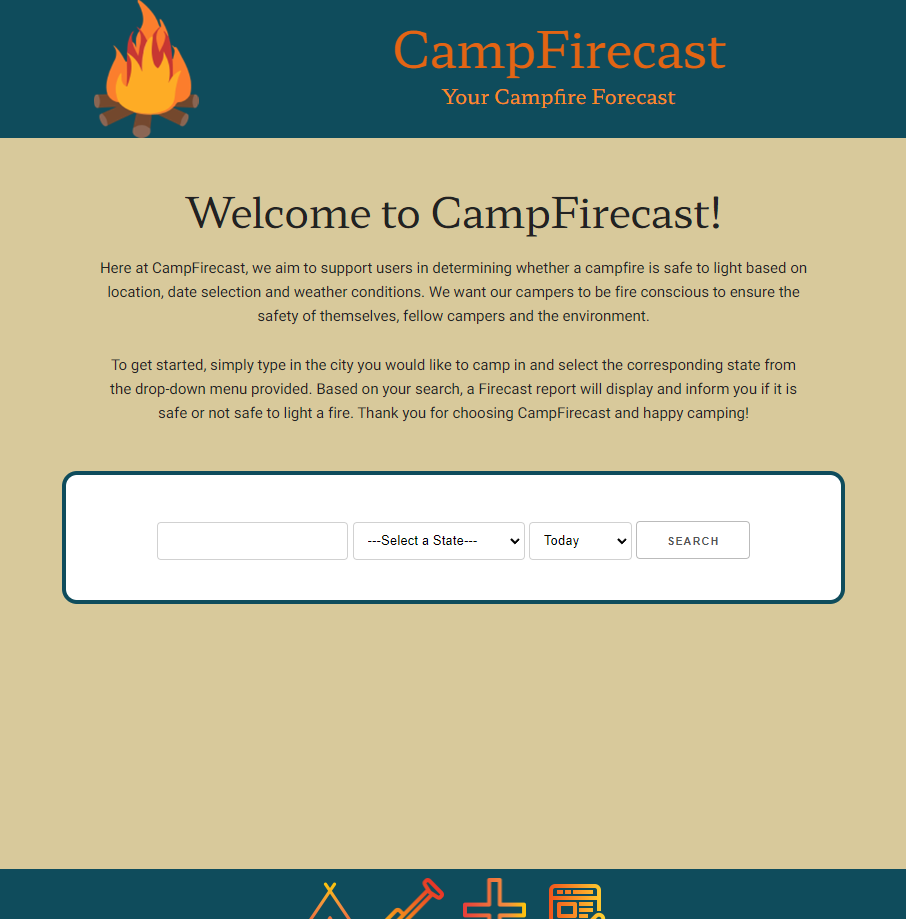 CampFirecast
Your Campfire Forecast
Welcome to CampFirecast!
Here at CampFirecast, we aim to support users in determining whether a campfire is safe to light based on
location, date selection and weather conditions. We want our campers to be fire conscious to ensure the
safety of themselves, fellow campers and the environment.
To get started, simply type in the city you would like to camp in and select the corresponding state from
the drop-down menu provided. Based on your search, a Firecast report will display and inform you if it is
safe or not safe to light a fire. Thank you for choosing CampFirecast and happy camping!
---Select a State--- Today SEARCH